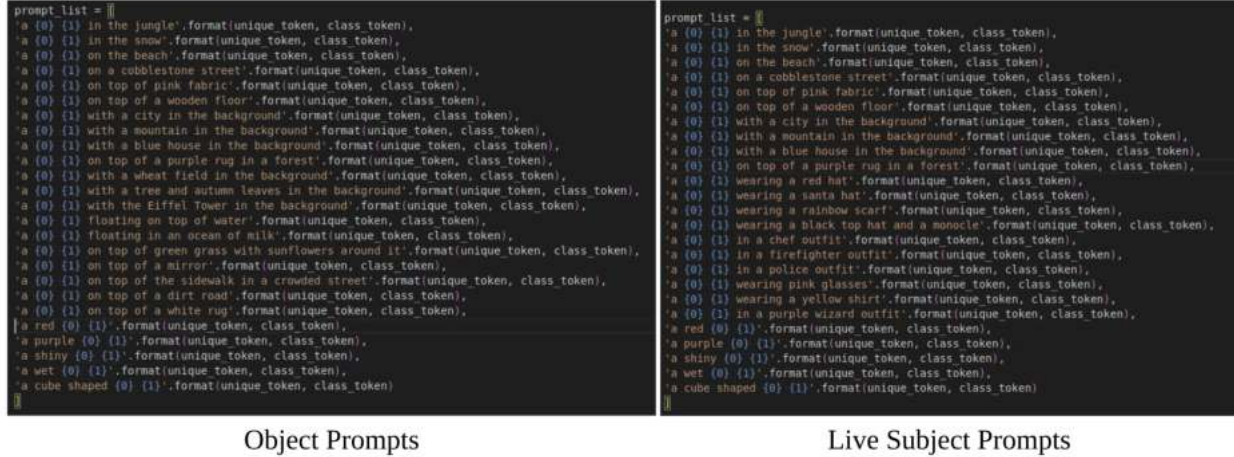 prompt_list = [
'a {0} {1} in the jungle'.format(unique_token, class_token),
'a {0} {1} in the snow'.format(unique_token, class_token),
'a {0} {1} on the beach'.format(unique_token, class_token),
'a {0} {1} on a cobblestone street'.format(unique_token, class_token),
'a {0} {1} on top of pink fabric'.format(unique_token, class_token),
'a {0} {1} on top of a wooden floor'.format(unique_token, class_token),
'a {0} {1} with a city in the background'.format(unique_token, class_token),
'a {0} {1} with a mountain in the background'.format(unique_token, class_token),
'a {0} {1} with a blue house in the background'.format(unique_token, class_token),
'a {0} {1} on top of a purple rug in a forest'.format(unique_token, class_token),
'a {0} {1} with a wheat field in the background'.format(unique_token, class_token),
'a {0} {1} with a tree and autumn leaves in the background'.format(unique_token, class_token),
'a {0} {1} with the Eiffel Tower in the background'.format(unique_token, class_token),
'a {0} {1} floating on top of water'.format(unique_token, class_token),
'a {0} {1} floating in an ocean of milk'.format(unique_token, class_token),
'a {0} {1} on top of green grass with sunflowers around it'.format(unique_token, class_token),
'a {0} {1} on top of a mirror'.format(unique_token, class_token),
'a {0} {1} on top of the sidewalk in a crowded street'.format(unique_token, class_token),
'a {0} {1} on top of a dirt road'.format(unique_token, class_token),
'a {0} {1} on top of a white rug'.format(unique_token, class_token),
'a red {0} {1}'.format(unique_token, class_token),
'a purple {0} {1}'.format(unique_token, class_token),
'a shiny {0} {1}'.format(unique_token, class_token),
'a wet {0} {1}'.format(unique_token, class_token),
'a cube shaped {0} {1}'.format(unique_token, class_token)
]
Object Prompts
prompt_list = [
'a {0} {1} in the jungle'.format(unique_token, class_token),
'a {0} {1} in the snow'.format(unique_token, class_token),
'a {0} {1} on the beach'.format(unique_token, class_token),
'a {0} {1} on a cobblestone street'.format(unique_token, class_token),
'a {0} {1} on top of pink fabric'.format(unique_token, class_token),
'a {0} {1} on top of a wooden floor'.format(unique_token, class_token),
'a {0} {1} with a city in the background'.format(unique_token, class_token),
'a {0} {1} with a mountain in the background'.format(unique_token, class_token),
'a {0} {1} with a blue house in the background'.format(unique_token, class_token),
'a {0} {1} on top of a purple rug in a forest'.format(unique_token, class_token),
'a {0} {1} wearing a red hat'.format(unique_token, class_token),
'a {0} {1} wearing a santa hat'.format(unique_token, class_token),
'a {0} {1} wearing a rainbow scarf'.format(unique_token, class_token),
'a {0} {1} wearing a black top hat and a monocle'.format(unique_token, class_token),
'a {0} {1} in a chef outfit'.format(unique_token, class_token),
'a {0} {1} in a firefighter outfit'.format(unique_token, class_token),
'a {0} {1} in a police outfit'.format(unique_token, class_token),
'a {0} {1} wearing pink glasses'.format(unique_token, class_token),
'a {0} {1} wearing a yellow shirt'.format(unique_token, class_token),
'a {0} {1} in a purple wizard outfit'.format(unique_token, class_token),
'a red {0} {1}'.format(unique_token, class_token),
'a purple {0} {1}'.format(unique_token, class_token),
'a shiny {0} {1}'.format(unique_token, class_token),
'a wet {0} {1}'.format(unique_token, class_token),
'a cube shaped {0} {1}'.format(unique_token, class_token)
]
Live Subject Prompts